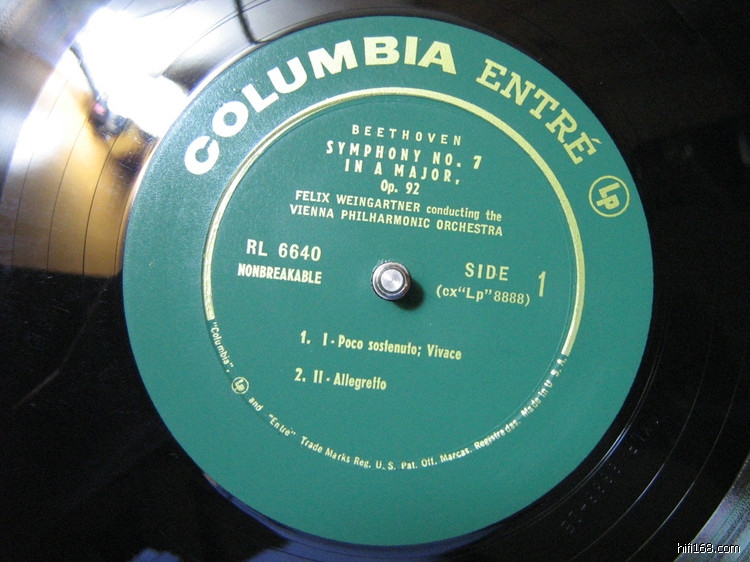 COLUMBIA ENTRÉ Lp
BEETHOVEN
SYMPHONY NO. 7
IN A MAJOR,
Op. 92
FELIX WEINGARTNER conducting the
VIENNA PHILHARMONIC ORCHESTRA
RL 6640
NONBREAKABLE
SIDE 1
(cx"Lp"8888)
1. I - Poco sostenuto; Vivace
2. II - Allegretto
"Columbia", Lp and "Entre" Trade Marks Reg. U. S. Pat. Off. Marcas. Registradas. Made in U. S. A.
hifi168.com